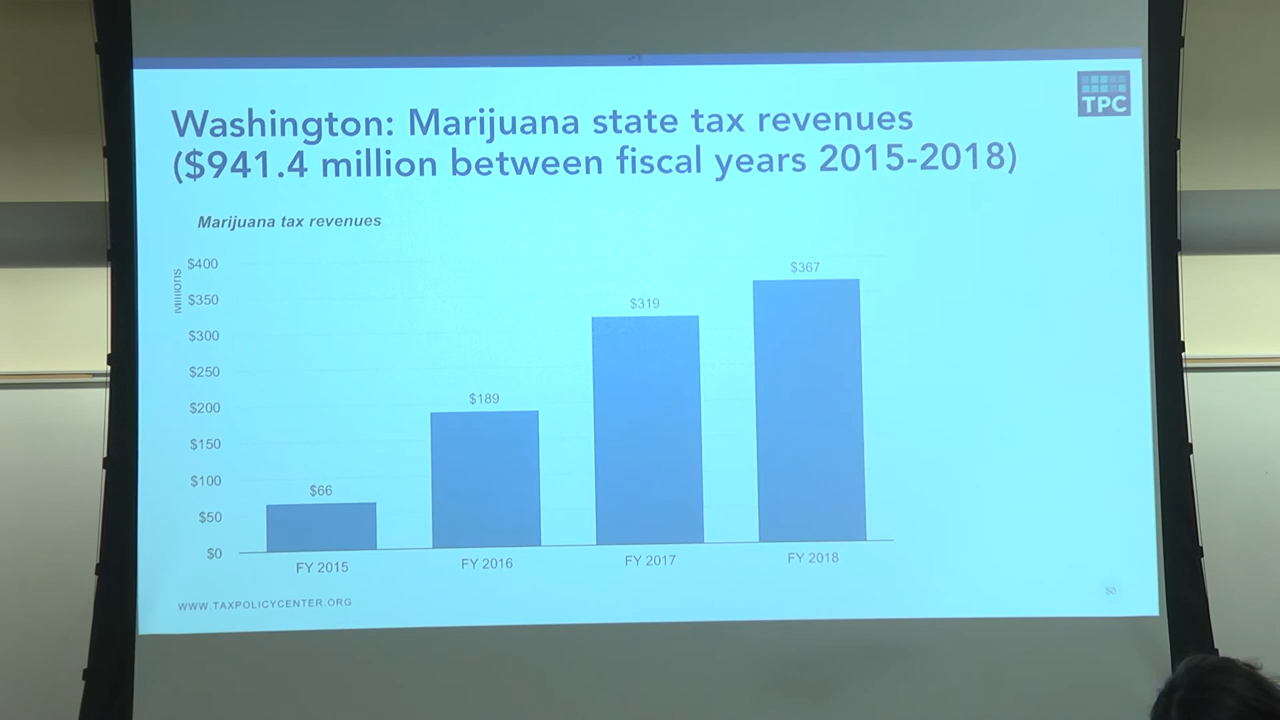 TPC
Washington: Marijuana state tax revenues
($941.4 million between fiscal years 2015-2018)
Marijuana tax revenues
Millions
$400
$350
$300
$250
$200
$150
$100
$50
$0
$66
$189
$319
$367
FY 2015
FY 2016
FY 2017
FY 2018
WWW.TAXPOLICYCENTER.ORG
50